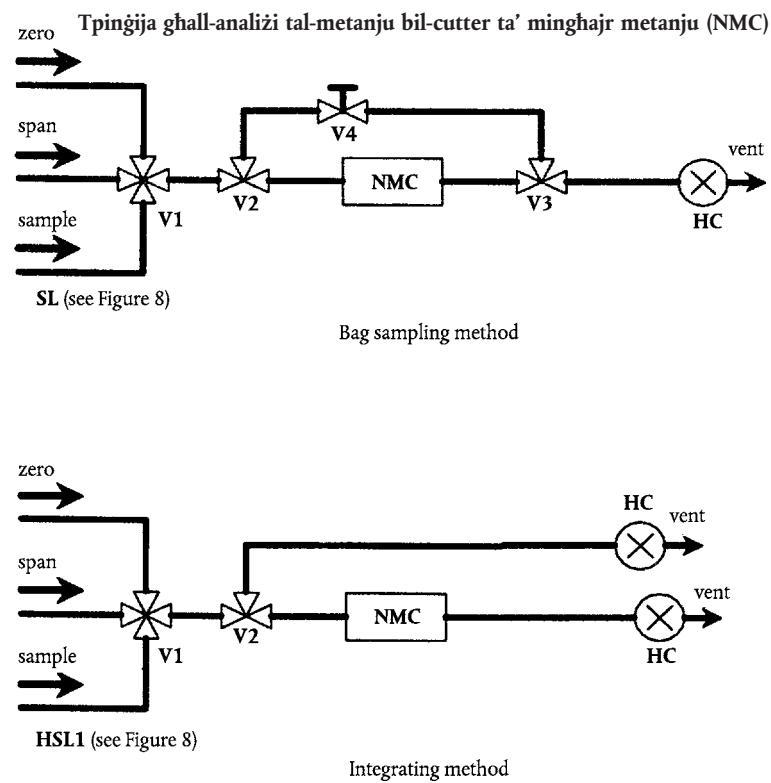 Tpinġija għall-analiżi tal-metanju bil-cutter ta' mingħajr metanju (NMC)
zero
span
sample
V1
V2
V4
NMC
V3
HC
vent
SL (see Figure 8)
Bag sampling method
zero
span
sample
V1
V2
NMC
HC
vent
HC
vent
HSL1 (see Figure 8)
Integrating method